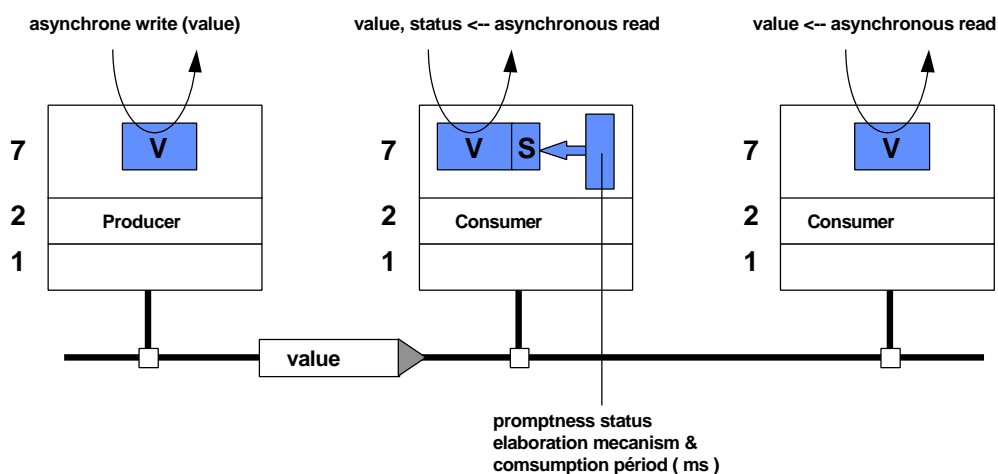 asynchrone write (value)
value, status <-- asynchronous read
value <-- asynchronous read
7
V
7
V
S
7
V
2
Producer
2
Consumer
2
Consumer
1
1
1
value
promptness status
elaboration mecanism &
comsumption périod ( ms )